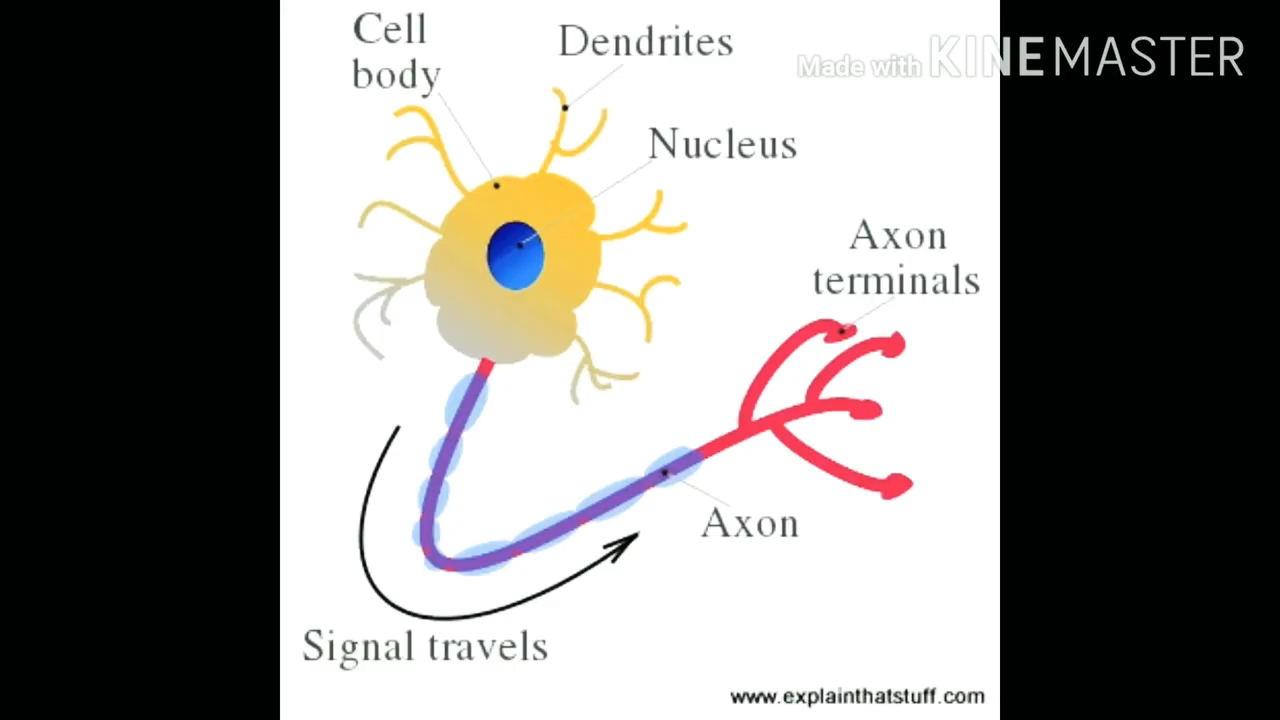 Cell
body
Dendrites
Made with KINEMASTER
Nucleus
Axon
terminals
Axon
Signal travels
www.explainthatstuff.com